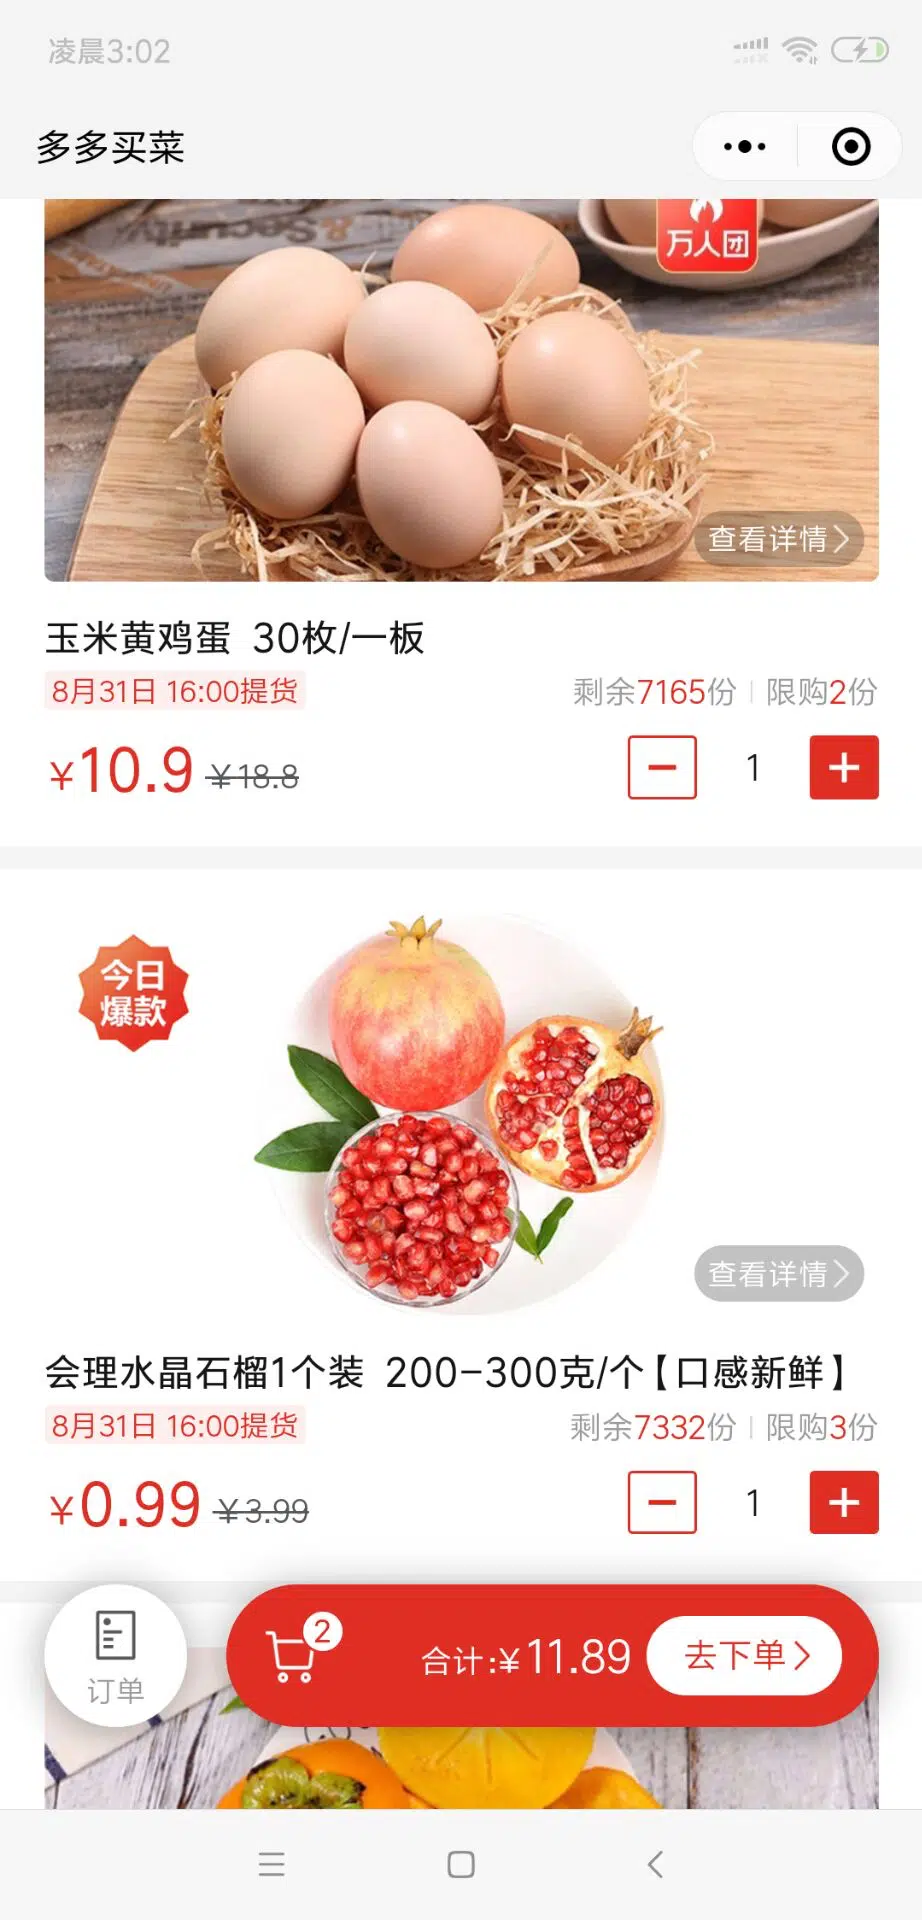 凌晨3:02
多多买菜
& Security
万人团
查看详情
玉米黄鸡蛋 30枚/一板
8月31日 16:00提货 剩余7165份 | 限购2份
¥10.9 ¥18.8 1
今日
爆款
查看详情
会理水晶石榴1个装 200-300克/个【口感新鲜】
8月31日 16:00提货 剩余7332份 | 限购3份
¥0.99 ¥3.99 1
订单
2
合计:¥11.89 去下单